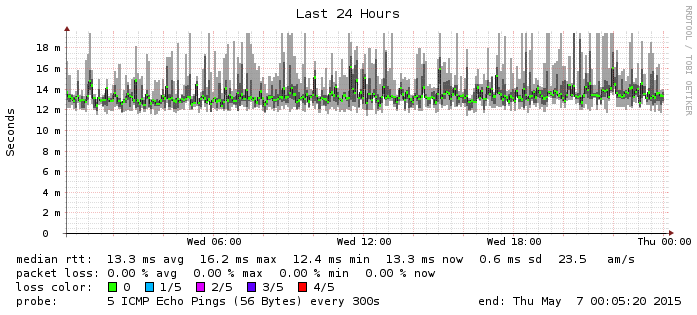 Last 24 Hours
RRDTOOL / TOBI OETIKER
Seconds
18 m
16 m
14 m
12 m
10 m
8 m
6 m
4 m
2 m
0
Wed 06:00 Wed 12:00 Wed 18:00 Thu 00:00
median rtt: 13.3 ms avg 16.2 ms max 12.4 ms min 13.3 ms now 0.6 ms sd 23.5 am/s
packet loss: 0.00 % avg 0.00 % max 0.00 % min 0.00 % now
loss color: 0 1/5 2/5 3/5 4/5
probe: 5 ICMP Echo Pings (56 Bytes) every 300s end: Thu May 7 00:05:20 2015